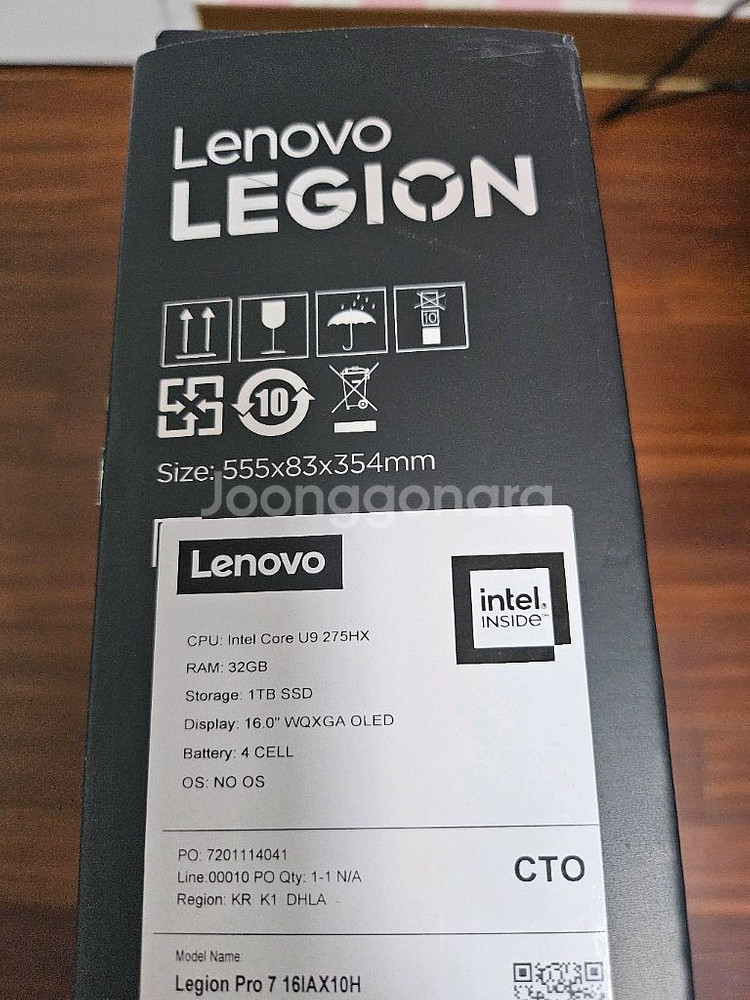 Lenovo
LEGION
10
10
Size: 555x83x354mm
Joonggonara
Lenovo
intel.
INSIDE™
CPU: Intel Core U9 275HX
RAM: 32GB
Storage: 1TB SSD
Display: 16.0" WQXGA OLED
Battery: 4 CELL
OS: NO OS
PO: 7201114041
Line:00010 PO Qty: 1-1 N/A
Region: KR K1 DHLA -
CTO
Model Name
Legion Pro 7 16IAX10H